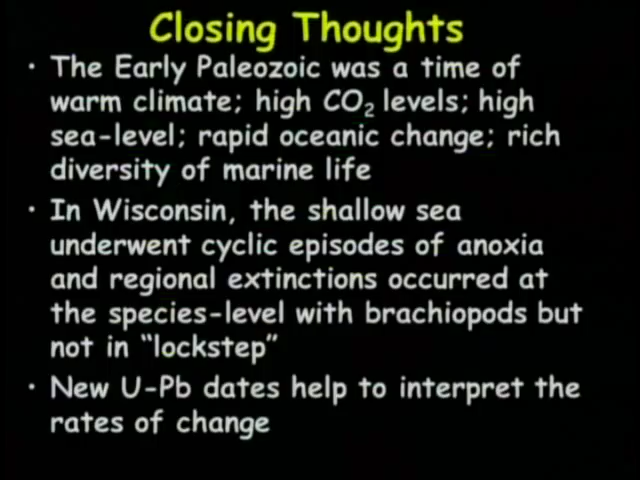 Closing Thoughts
• The Early Paleozoic was a time of
warm climate; high CO₂ levels; high
sea-level; rapid oceanic change; rich
diversity of marine life
• In Wisconsin, the shallow sea
underwent cyclic episodes of anoxia
and regional extinctions occurred at
the species-level with brachiopods but
not in “lockstep”
• New U-Pb dates help to interpret the
rates of change